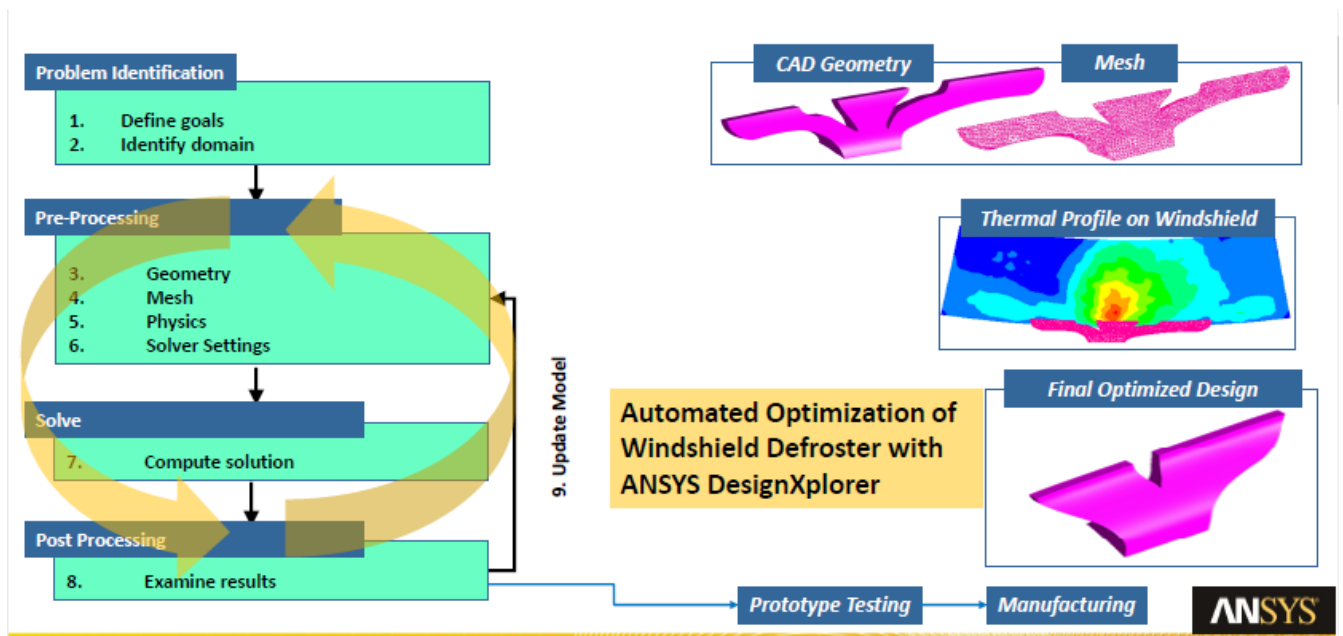 Problem Identification
1. Define goals
2. Identify domain
Pre-Processing
3. Geometry
4. Mesh
5. Physics
6. Solver Settings
Solve
7. Compute solution
Post Processing
8. Examine results
9. Update Model
CAD Geometry
Mesh
Thermal Profile on Windshield
Automated Optimization of
Windshield Defroster with
ANSYS DesignXplorer
Final Optimized Design
Prototype Testing
Manufacturing
ANSYS